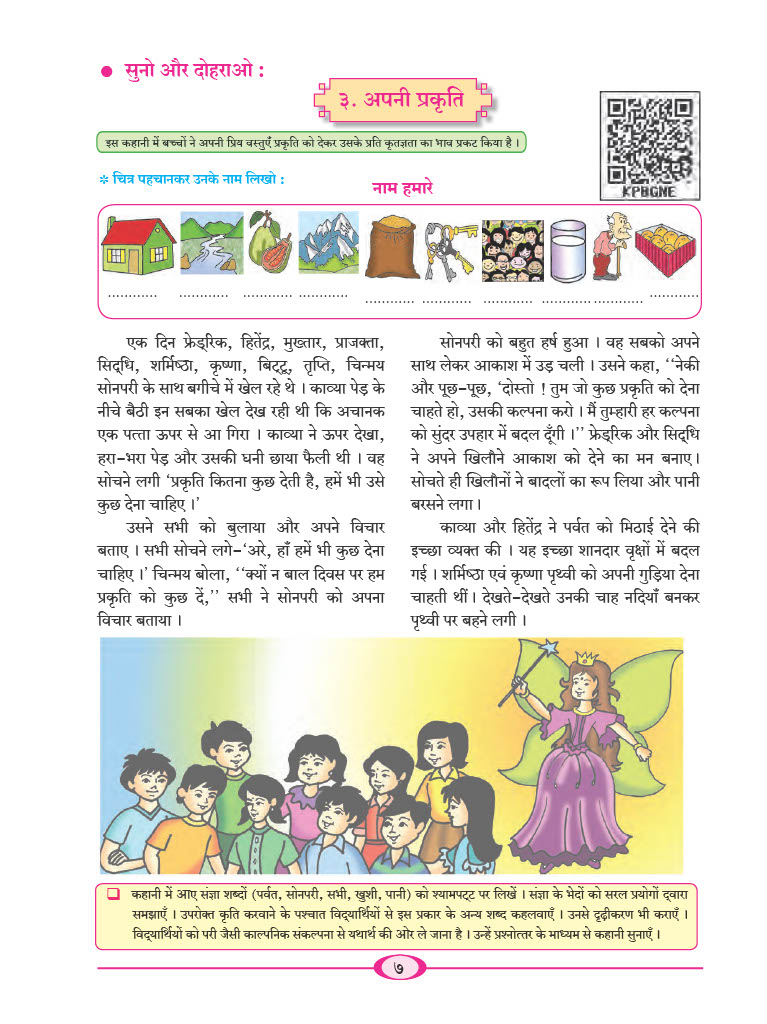 ● सुनो और दोहराओ :
३. अपनी प्रकृति
इस कहानी में बच्चों ने अपनी प्रिय वस्तुएँ प्रकृति को देकर उसके प्रति कृतज्ञता का भाव प्रकट किया है ।
KPBGNE
* चित्र पहचानकर उनके नाम लिखो :
नाम हमारे
............ ............ ............ ............ ............ ............ ............ ............ ............ ............
एक दिन फ्रेड्रिक, हितेंद्र, मुख्तार, प्राजक्ता,
सिद्धि, शर्मिष्ठा, कृष्णा, बिट्टू, तृप्ति, चिन्मय
सोनपरी के साथ बगीचे में खेल रहे थे । काव्या पेड़ के
नीचे बैठी इन सबका खेल देख रही थी कि अचानक
एक पत्ता ऊपर से आ गिरा । काव्या ने ऊपर देखा,
हरा-भरा पेड़ और उसकी धनी छाया फैली थी । वह
सोचने लगी ‘प्रकृति कितना कुछ देती है, हमें भी उसे
कुछ देना चाहिए ।’
उसने सभी को बुलाया और अपने विचार
बताए । सभी सोचने लगे-‘अरे, हाँ हमें भी कुछ देना
चाहिए ।’ चिन्मय बोला, ‘‘क्यों न बाल दिवस पर हम
प्रकृति को कुछ दें,’’ सभी ने सोनपरी को अपना
विचार बताया ।
सोनपरी को बहुत हर्ष हुआ । वह सबको अपने
साथ लेकर आकाश में उड़ चली । उसने कहा, ‘‘नेकी
और पूछ-पूछ, ‘दोस्तो ! तुम जो कुछ प्रकृति को देना
चाहते हो, उसकी कल्पना करो । मैं तुम्हारी हर कल्पना
को सुंदर उपहार में बदल दूँगी ।’’ फ्रेड्रिक और सिद्धि
ने अपने खिलौने आकाश को देने का मन बनाए।
सोचते ही खिलौनों ने बादलों का रूप लिया और पानी
बरसने लगा ।
काव्या और हितेंद्र ने पर्वत को मिठाई देने की
इच्छा व्यक्त की । यह इच्छा शानदार वृक्षों में बदल
गई । शर्मिष्ठा एवं कृष्णा पृथ्वी को अपनी गुड़िया देना
चाहती थीं । देखते-देखते उनकी चाह नदियाँ बनकर
पृथ्वी पर बहने लगी ।
❑ कहानी में आए संज्ञा शब्दों (पर्वत, सोनपरी, सभी, खुशी, पानी) को श्यामपट्ट पर लिखें । संज्ञा के भेदों को सरल प्रयोगों द्वारा
समझाएँ । उपरोक्त कृति करवाने के पश्चात विद्यार्थियों से इस प्रकार के अन्य शब्द कहलवाएँ । उनसे दृढ़ीकरण भी कराएँ ।
विद्यार्थियों को परी जैसी काल्पनिक संकल्पना से यथार्थ की ओर ले जाना है । उन्हें प्रश्नोत्तर के माध्यम से कहानी सुनाएँ ।
७